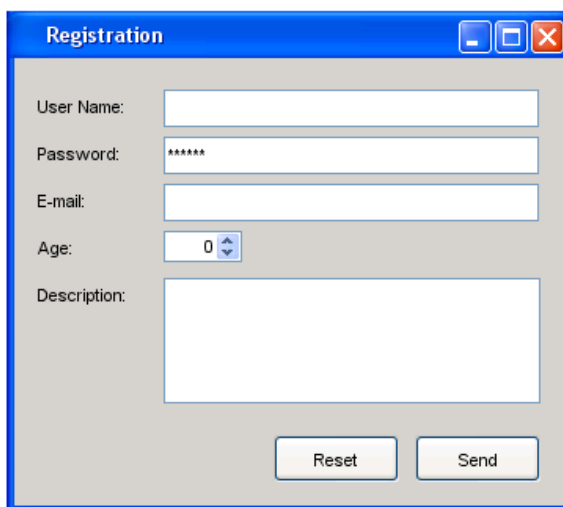 Registration
User Name:
Password: ******
E-mail:
Age: 0
Description:
Reset Send